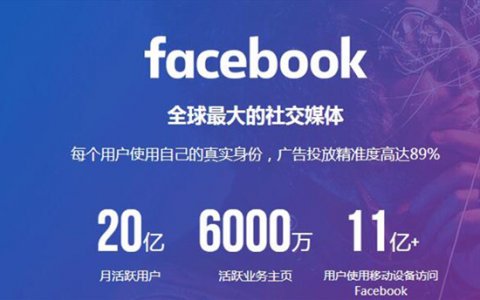 facebook
全球最大的社交媒体
每个用户使用自己的真实身份，广告投放精准度高达89%
20亿 6000万 11亿+
月活跃用户 活跃业务主页 用户使用移动设备访问
Facebook